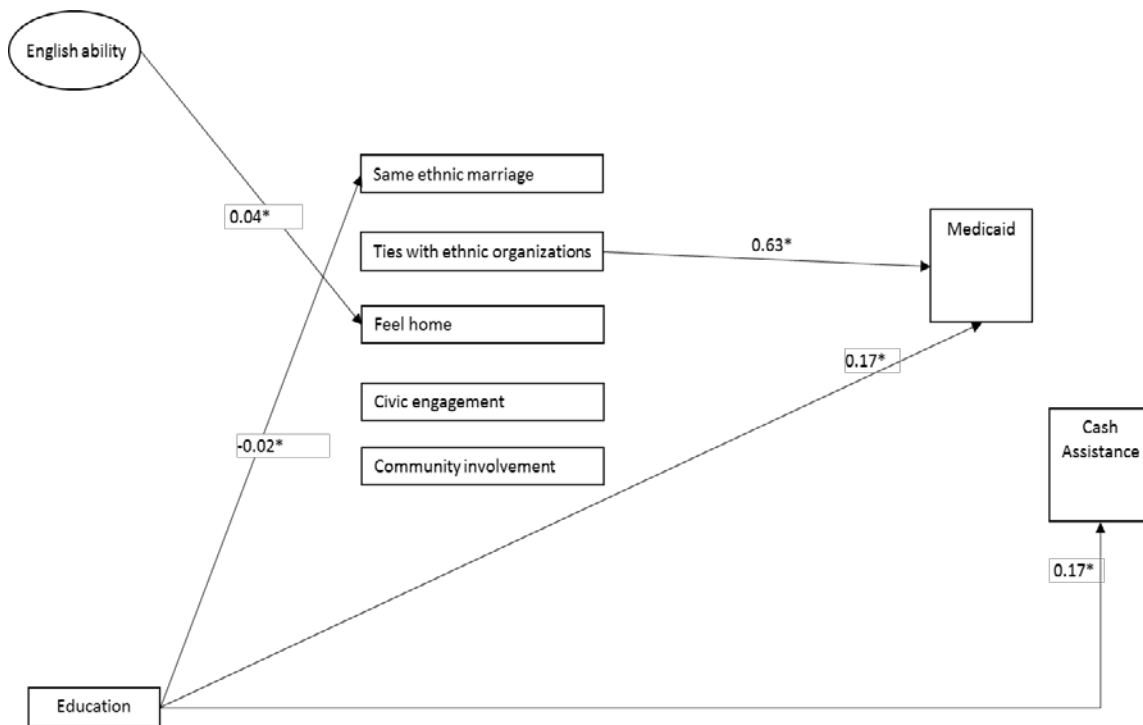 English ability
Same ethnic marriage
0.04*
Medicaid
0.63*
Ties with ethnic organizations
Feel home
0.17*
Civic engagement
Cash
Assistance
-0.02*
Community involvement
0.17*
Education